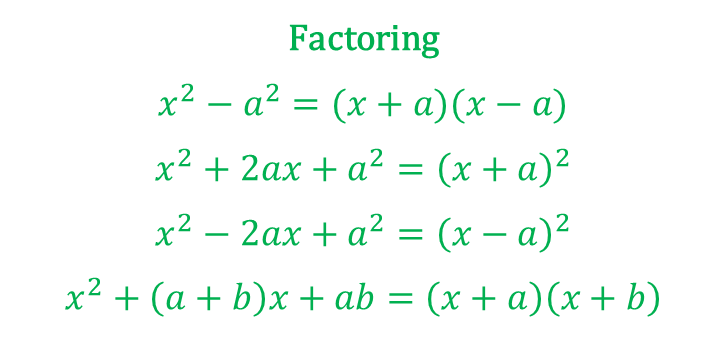 Factoring
x² − a² = (x + a)(x − a)
x² + 2ax + a² = (x + a)²
x² − 2ax + a² = (x − a)²
x² + (a + b)x + ab = (x + a)(x + b)